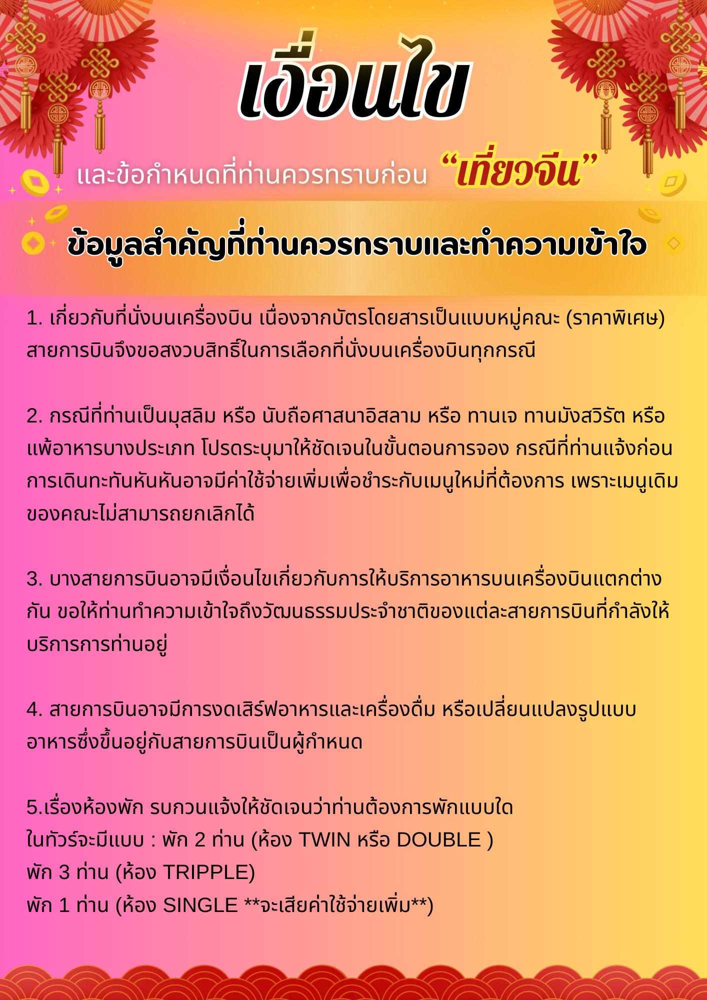 เงื่อนไข
และข้อกำหนดที่ท่านควรทราบก่อน “เที่ยวจีน”
ข้อมูลสำคัญที่ท่านควรทราบและทำความเข้าใจ
1. เกี่ยวกับที่นั่งบนเครื่องบิน เนื่องจากบัตรโดยสารเป็นแบบหมู่คณะ (ราคาพิเศษ)
สายการบินจึงขอสงวบสิทธิ์ในการเลือกที่นั่งบนเครื่องบินทุกกรณี
2. กรณีที่ท่านเป็นมุสลิม หรือ นับถือศาสนาอิสลาม หรือ ทานเจ ทานมังสวิรัต หรือ
แพ้อาหารบางประเภท โปรดระบุมาให้ชัดเจนในขั้นตอนการจอง กรณีที่ท่านแจ้งก่อน
การเดินทะทันหันหันอาจมีค่าใช้จ่ายเพิ่มเพื่อชำระกับเมนูใหม่ที่ต้องการ เพราะเมนูเดิม
ของคณะไม่สามารถยกเลิกได้
3. บางสายการบินอาจมีเงื่อนไขเกี่ยวกับการให้บริการอาหารบนเครื่องบินแตกต่าง
กัน ขอให้ท่านทำความเข้าใจถึงวัฒนธรรมประจำชาติของแต่ละสายการบินที่กำลังให้
บริการการท่านอยู่
4. สายการบินอาจมีการงดเสิร์ฟอาหารและเครื่องดื่ม หรือเปลี่ยนแปลงรูปแบบ
อาหารซึ่งขึ้นอยู่กับสายการบินเป็นผู้กำหนด
5.เรื่องห้องพัก รบกวนแจ้งให้ชัดเจนว่าท่านต้องการพักแบบใด
ในทัวร์จะมีแบบ : พัก 2 ท่าน (ห้อง TWIN หรือ DOUBLE )
พัก 3 ท่าน (ห้อง TRIPPLE)
พัก 1 ท่าน (ห้อง SINGLE **จะเสียค่าใช้จ่ายเพิ่ม**)